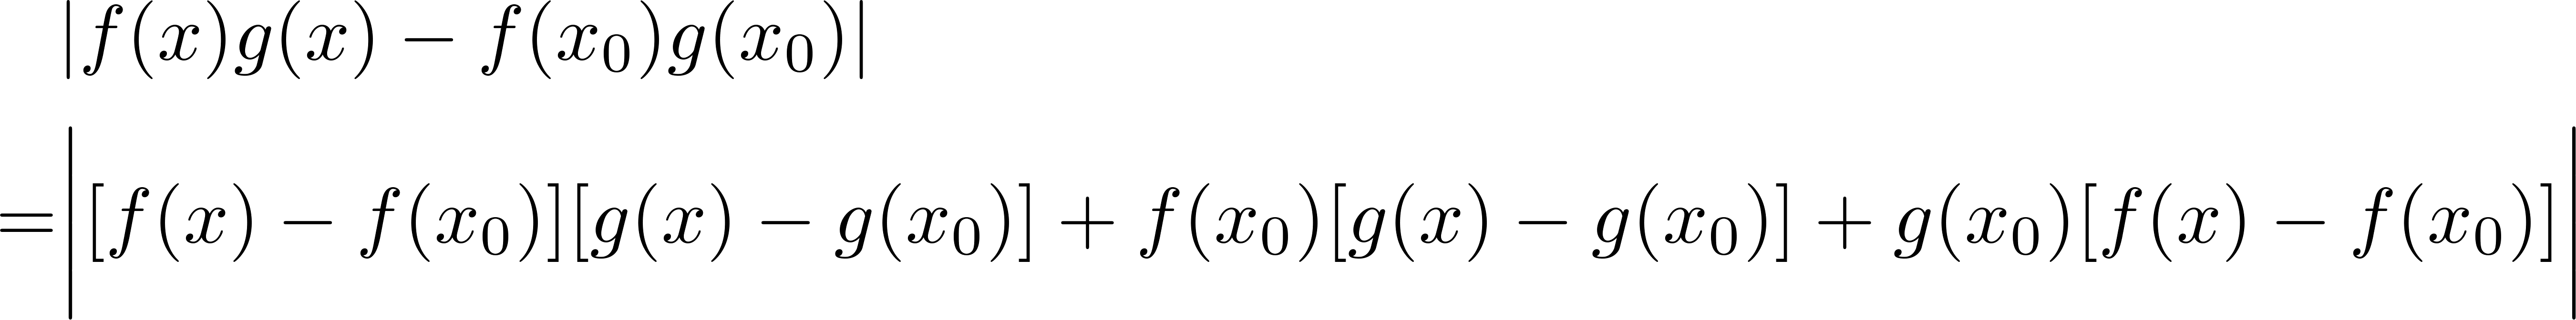 |f(x)g(x) − f(x₀)g(x₀)|
=|[f(x) − f(x₀)][g(x) − g(x₀)] + f(x₀)[g(x) − g(x₀)] + g(x₀)[f(x) − f(x₀)]|